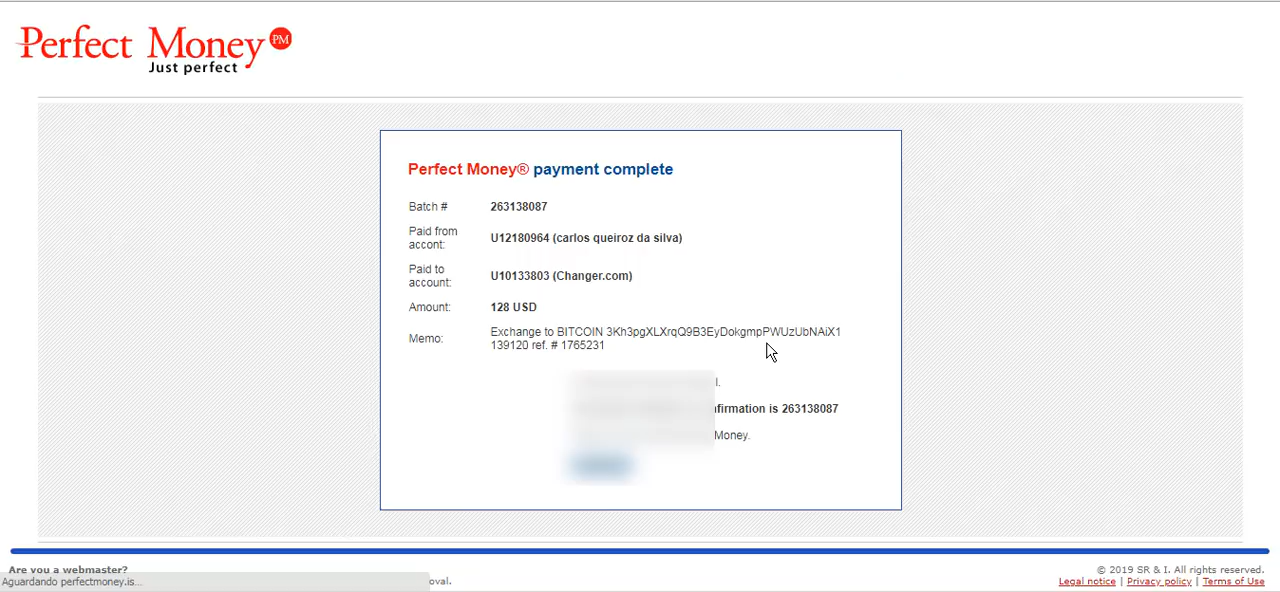 Perfect Money PM
Just perfect
Perfect Money® payment complete
Batch # 263138087
Paid from
accont: U12180964 (carlos queiroz da silva)
Paid to
account: U10133803 (Changer.com)
Amount: 128 USD
Memo: Exchange to BITCOIN 3Kh3pgXLXrqQ9B3EyDokgmpPWUzUbNAiX1
139120 ref. # 1765231
l.
nfirmation is 263138087
Money.
Are you a webmaster?
Aguardando perfectmoney.is... oval.
© 2019 SR & I. All rights reserved.
Legal notice | Privacy policy | Terms of Use